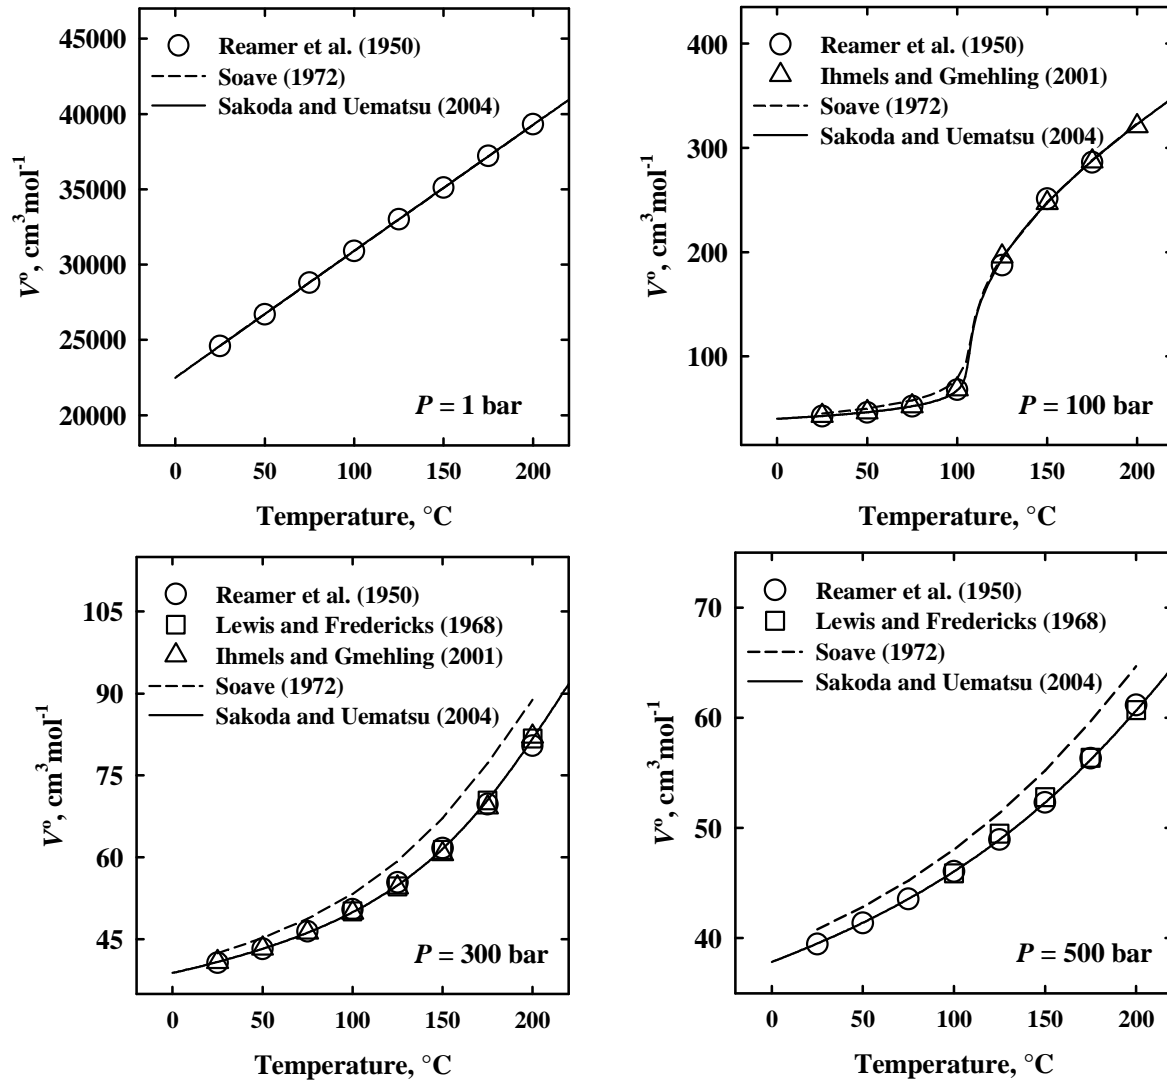 45000
40000
35000
30000
25000
20000
V°, cm³mol⁻¹
Reamer et al. (1950)
Soave (1972)
Sakoda and Uematsu (2004)
P = 1 bar
0 50 100 150 200
Temperature, °C
400
300
200
100
V°, cm³mol⁻¹
Reamer et al. (1950)
Ihmels and Gmehling (2001)
Soave (1972)
Sakoda and Uematsu (2004)
P = 100 bar
0 50 100 150 200
Temperature, °C
105
90
75
60
45
V°, cm³mol⁻¹
Reamer et al. (1950)
Lewis and Fredericks (1968)
Ihmels and Gmehling (2001)
Soave (1972)
Sakoda and Uematsu (2004)
P = 300 bar
0 50 100 150 200
Temperature, °C
70
60
50
40
V°, cm³mol⁻¹
Reamer et al. (1950)
Lewis and Fredericks (1968)
Soave (1972)
Sakoda and Uematsu (2004)
P = 500 bar
0 50 100 150 200
Temperature, °C